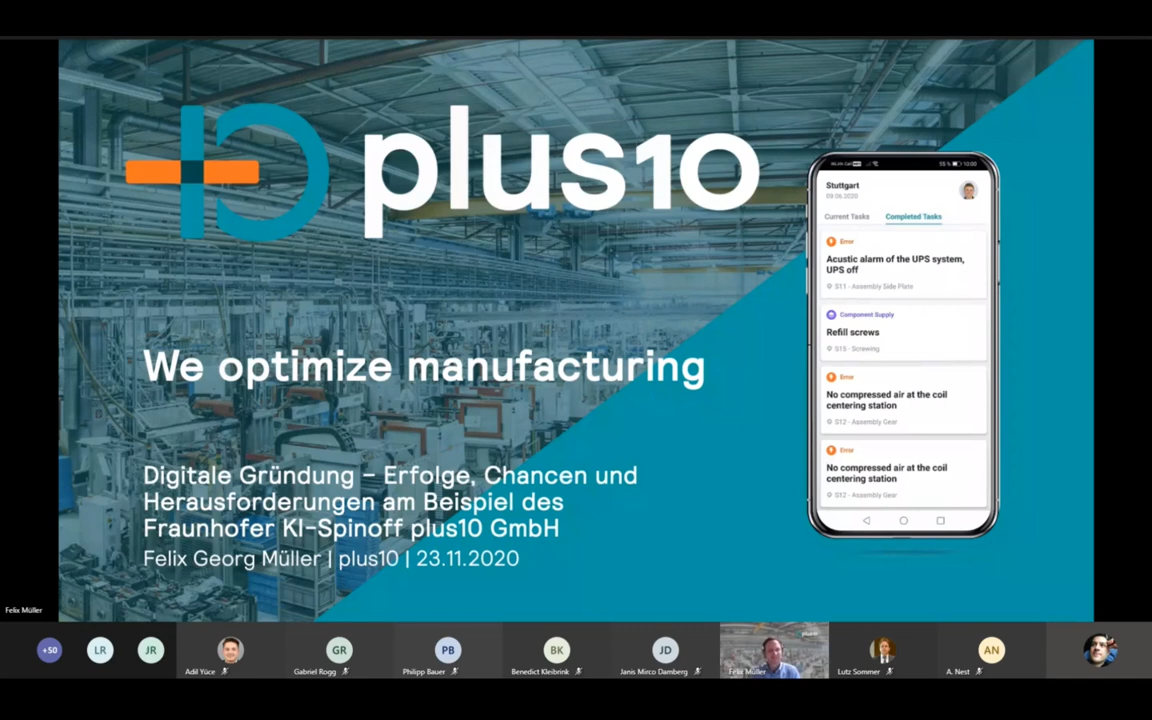 plus10
We optimize manufacturing
Digitale Gründung – Erfolge, Chancen und
Herausforderungen am Beispiel des
Fraunhofer KI-Spinoff plus10 GmbH
Felix Georg Müller | plus10 | 23.11.2020
55 % 10:00
Stuttgart
09.06.2020
Current Tasks Completed Tasks
Error
Acustic alarm of the UPS system,
UPS off
S11 - Assembly Side Plate
Component Supply
Refill screws
S15 - Screwing
Error
No compressed air at the coil
centering station
S12 - Assembly Gear
Error
No compressed air at the coil
centering station
S12 - Assembly Gear
Felix Müller
+50 LR JR GR PB BK JD AN
Adil Yüce Gabriel Rogg Philipp Bauer Benedict Kleibrink Janis Mirco Damberg Felix Müller Lutz Sommer A. Nest